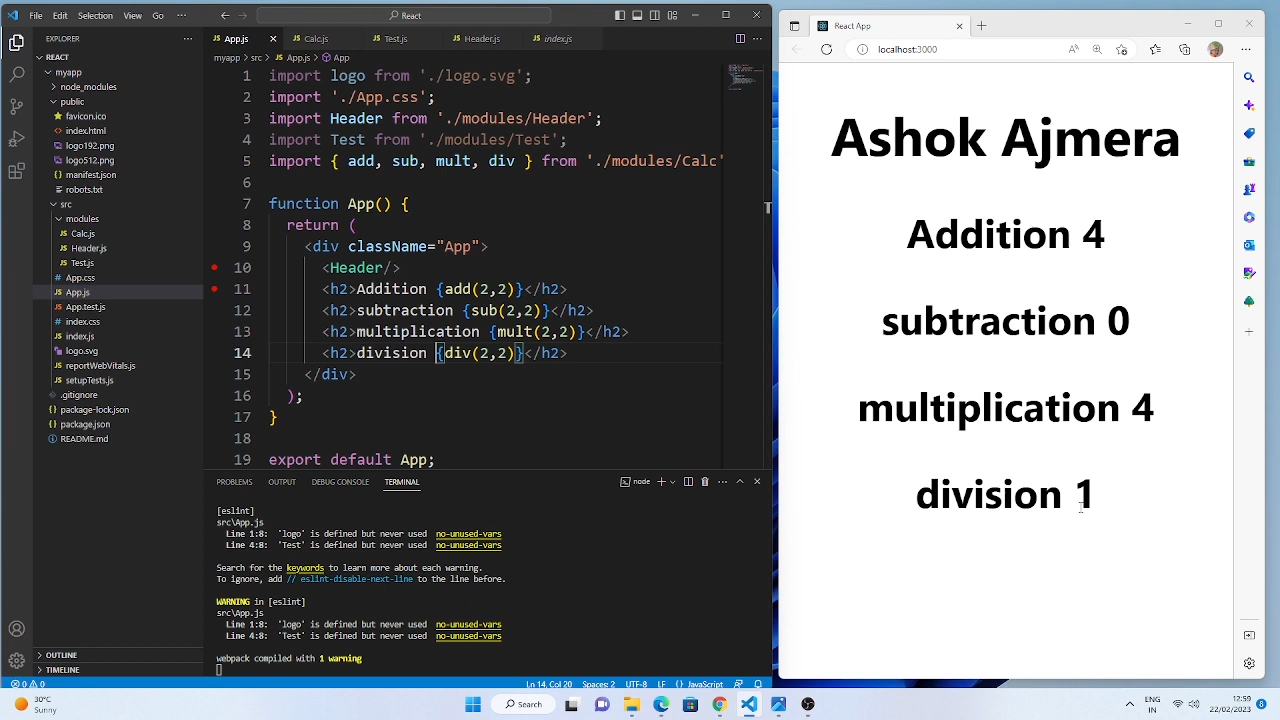 File Edit Selection View Go ··· React
EXPLORER ···
REACT
myapp
node_modules
public
favicon.ico
index.html
logo192.png
logo512.png
manifest.json
robots.txt
src
modules
Calc.js
Header.js
Test.js
App.css
App.js
App.test.js
index.css
index.js
logo.svg
reportWebVitals.js
setupTests.js
.gitignore
package-lock.json
package.json
README.md
OUTLINE
TIMELINE
App.js Calc.js Test.js Header.js index.js
myapp > src > App.js > App
1 import logo from './logo.svg';
2 import './App.css';
3 import Header from './modules/Header';
4 import Test from './modules/Test';
5 import { add, sub, mult, div } from './modules/Calc'
6
7 function App() {
8 return (
9 <div className="App">
10 <Header/>
11 <h2>Addition {add(2,2)}</h2>
12 <h2>subtraction {sub(2,2)}</h2>
13 <h2>multiplication {mult(2,2)}</h2>
14 <h2>division {div(2,2)}</h2>
15 </div>
16 );
17 }
18
19 export default App;
PROBLEMS OUTPUT DEBUG CONSOLE TERMINAL node
[eslint]
src\App.js
Line 1:8: 'logo' is defined but never used no-unused-vars
Line 4:8: 'Test' is defined but never used no-unused-vars
Search for the keywords to learn more about each warning.
To ignore, add // eslint-disable-next-line to the line before.
WARNING in [eslint]
src\App.js
Line 1:8: 'logo' is defined but never used no-unused-vars
Line 4:8: 'Test' is defined but never used no-unused-vars
webpack compiled with 1 warning
0 0 Ln 14, Col 20 Spaces: 2 UTF-8 LF {} JavaScript
React App
localhost:3000
Ashok Ajmera
Addition 4
subtraction 0
multiplication 4
division 1
30°C
Sunny
Search
ENG
IN
12:59
22/02/2023